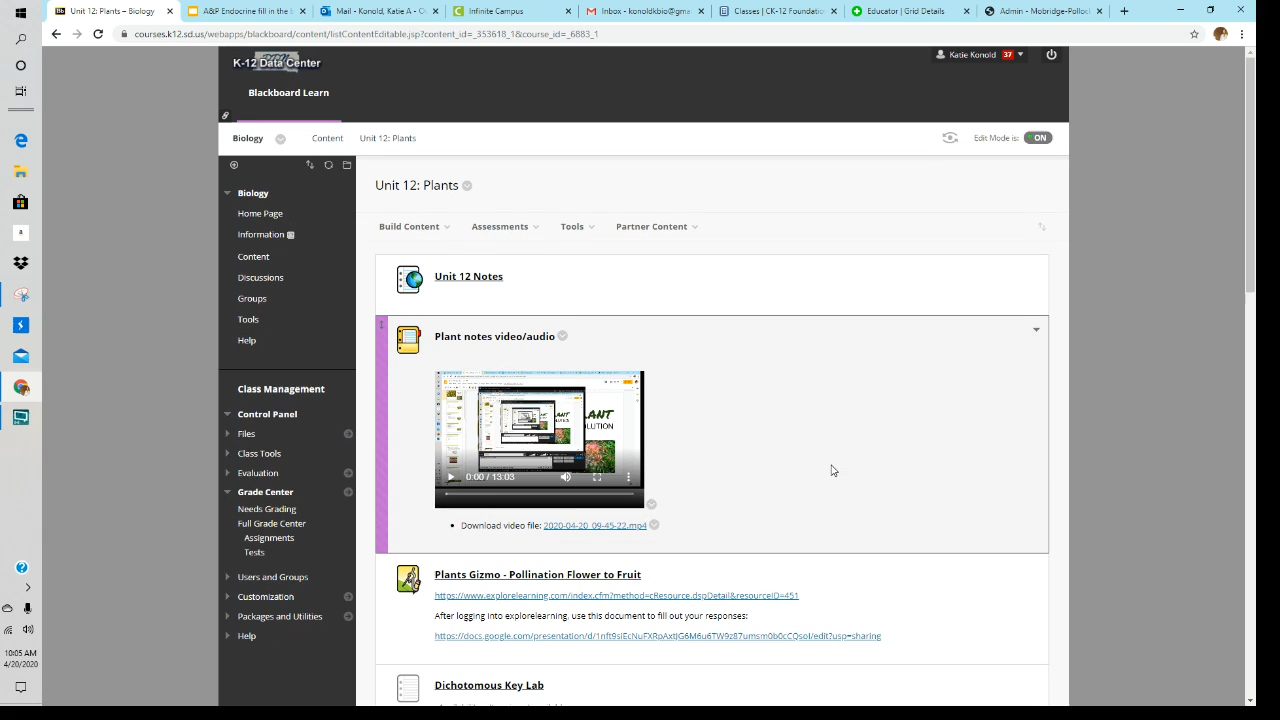 Unit 12: Plants – Biology
A&P Endocrine fill in the b
Mail - Konold, Katie A - O
Infinite Campus
Inbox - konoldkbio@gma
Classes | CK-12 Foundation
Educator | Grid Details
Admin - Mobridge-Polloc
courses.k12.sd.us/webapps/blackboard/content/listContentEditable.jsp?content_id=_353618_1&course_id=_6883_1
K-12 Data Center
Katie Konold 37
Blackboard Learn
Biology Content Unit 12: Plants
Edit Mode is: ON
Biology
Home Page
Information
Content
Discussions
Groups
Tools
Help
Class Management
Control Panel
Files
Class Tools
Evaluation
Grade Center
Needs Grading
Full Grade Center
Assignments
Tests
Users and Groups
Customization
Packages and Utilities
Help
Unit 12: Plants
Build Content Assessments Tools Partner Content
Unit 12 Notes
Plant notes video/audio
0:00 / 13:03
Download video file: 2020-04-20_09-45-22.mp4
Plants Gizmo - Pollination Flower to Fruit
https://www.explorelearning.com/index.cfm?method=cResource.dspDetail&resourceID=451
After logging into explorelearning, use this document to fill out your responses:
https://docs.google.com/presentation/d/1nft9siEcNuFXRpAxtJG6M6u6TW9z87umsm0b0cCQsoI/edit?usp=sharing
Dichotomous Key Lab
10:05 AM
4/20/2020